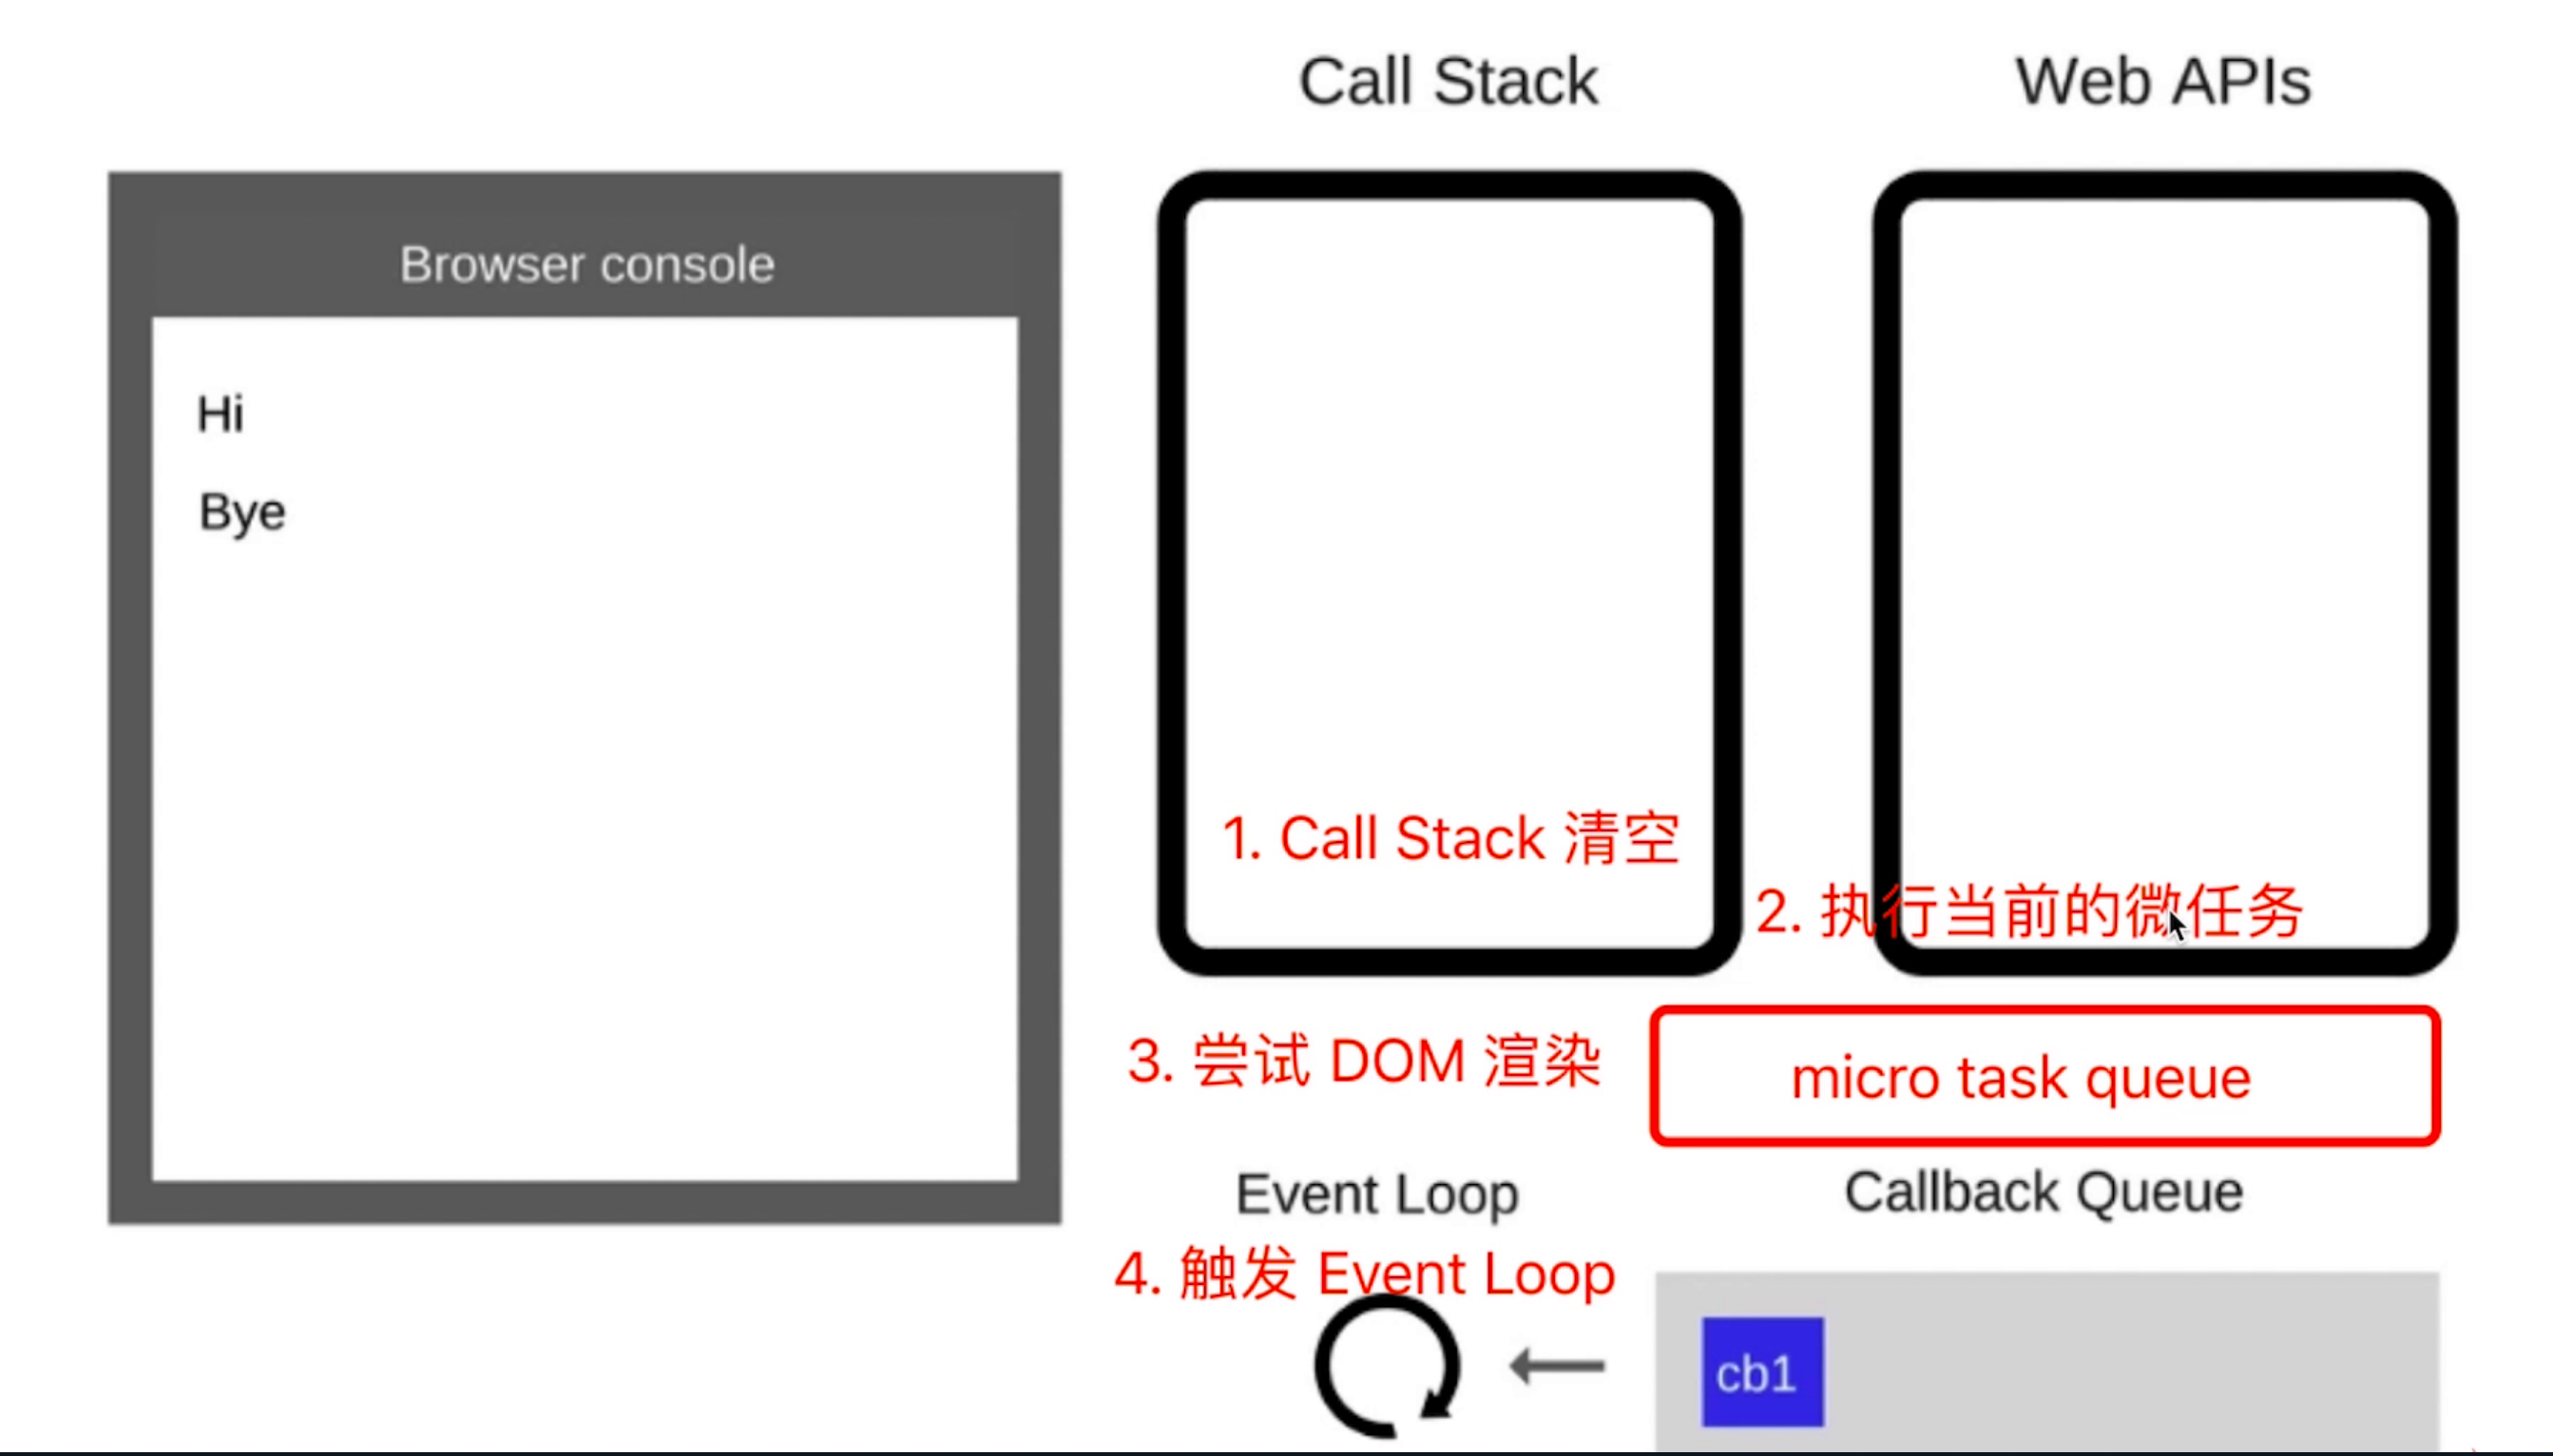 Call Stack
Web APIs
Browser console
Hi
Bye
1. Call Stack 清空
2. 执行当前的微任务
3. 尝试 DOM 渲染
micro task queue
Event Loop
Callback Queue
4. 触发 Event Loop
cb1